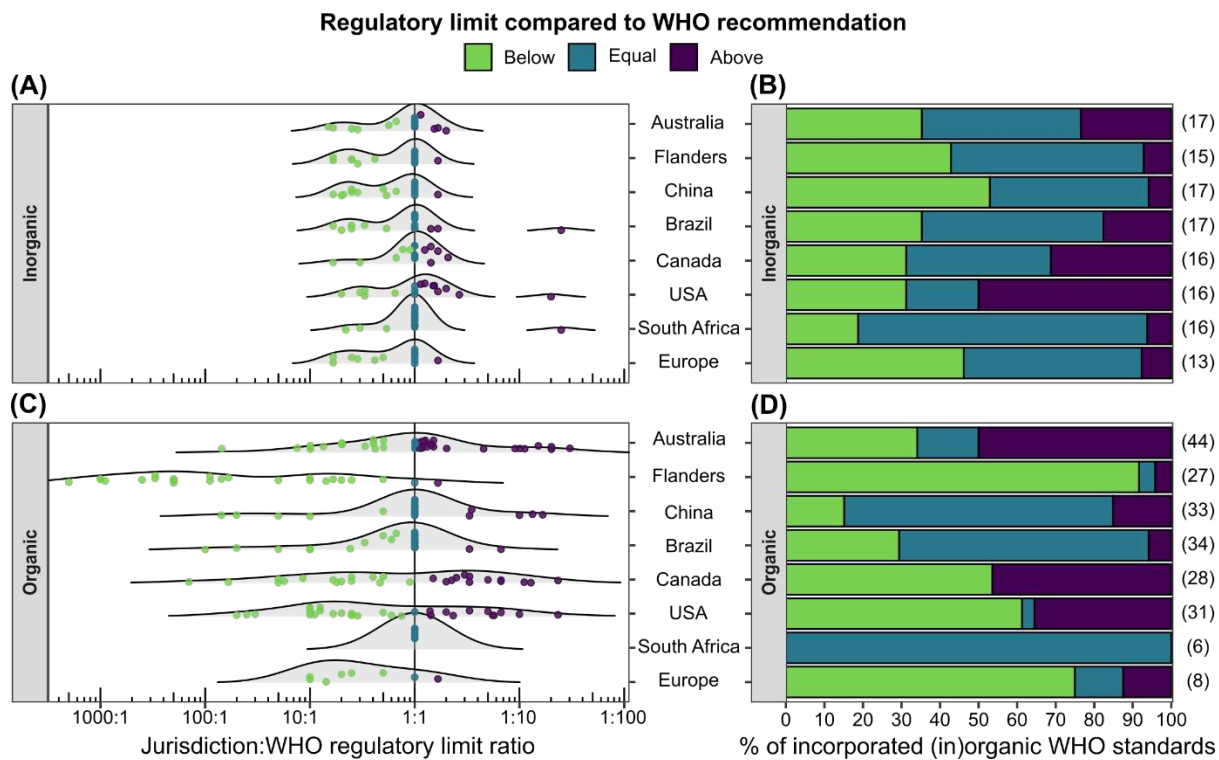 Regulatory limit compared to WHO recommendation
Below Equal Above
(A)
(B)
Inorganic
Australia
Flanders
China
Brazil
Canada
USA
South Africa
Europe
Inorganic
(17)
(15)
(17)
(17)
(16)
(16)
(16)
(13)
(C)
(D)
Organic
Australia
Flanders
China
Brazil
Canada
USA
South Africa
Europe
Organic
(44)
(27)
(33)
(34)
(28)
(31)
(6)
(8)
1000:1 100:1 10:1 1:1 1:10 1:100
Jurisdiction:WHO regulatory limit ratio
0 10 20 30 40 50 60 70 80 90 100
% of incorporated (in)organic WHO standards